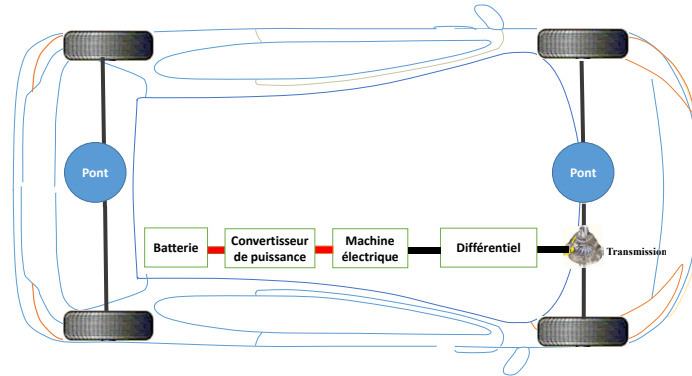 Pont
Pont
Batterie
Convertisseur
de puissance
Machine
électrique
Différentiel
Transmission